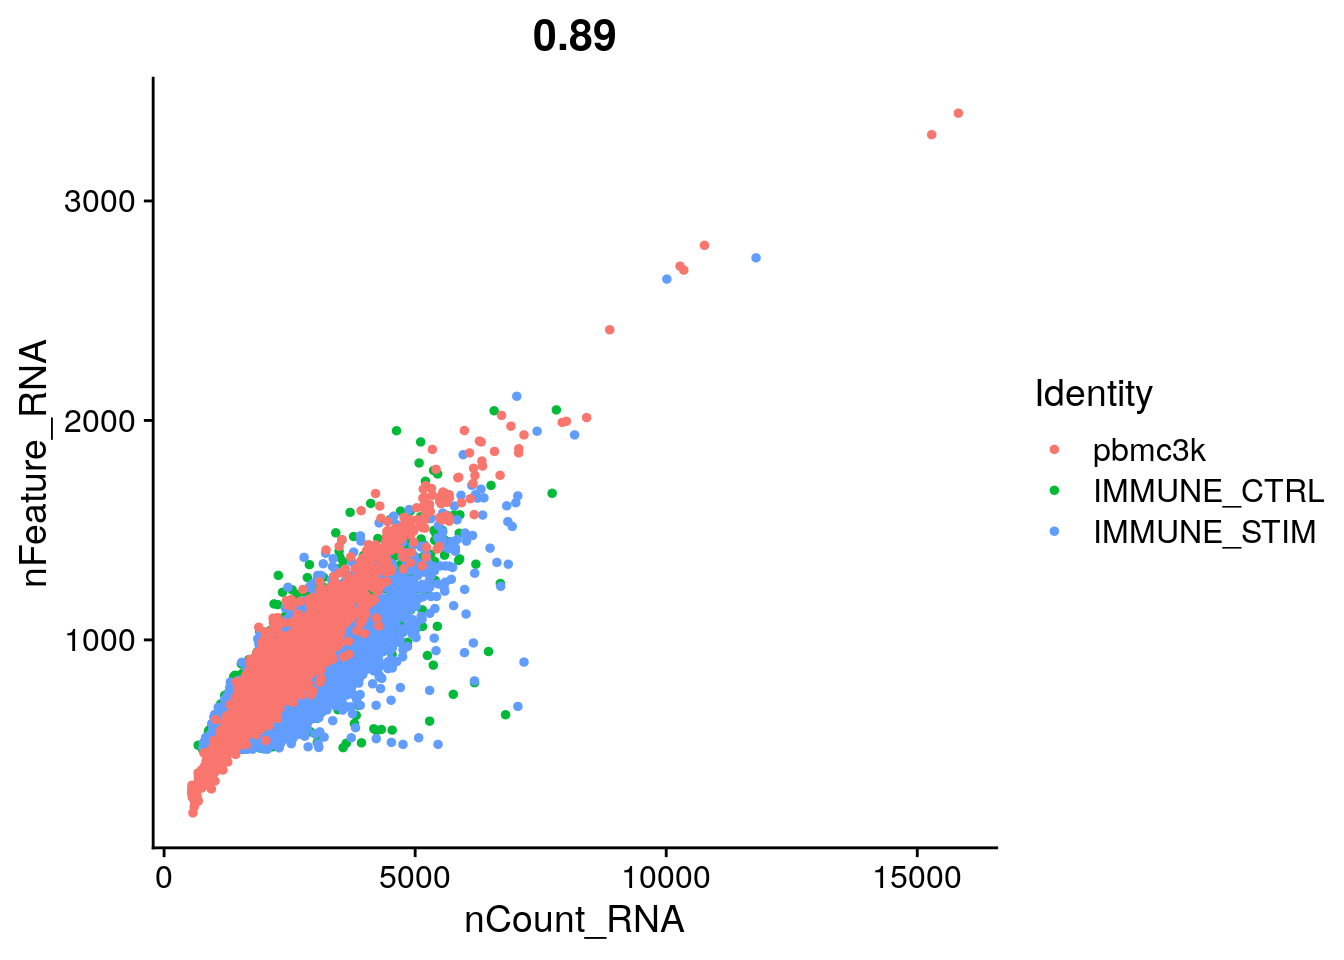 0.89
3000
2000
1000
nFeature_RNA
0
5000
10000
15000
nCount_RNA
Identity
pbmc3k
IMMUNE_CTRL
IMMUNE_STIM